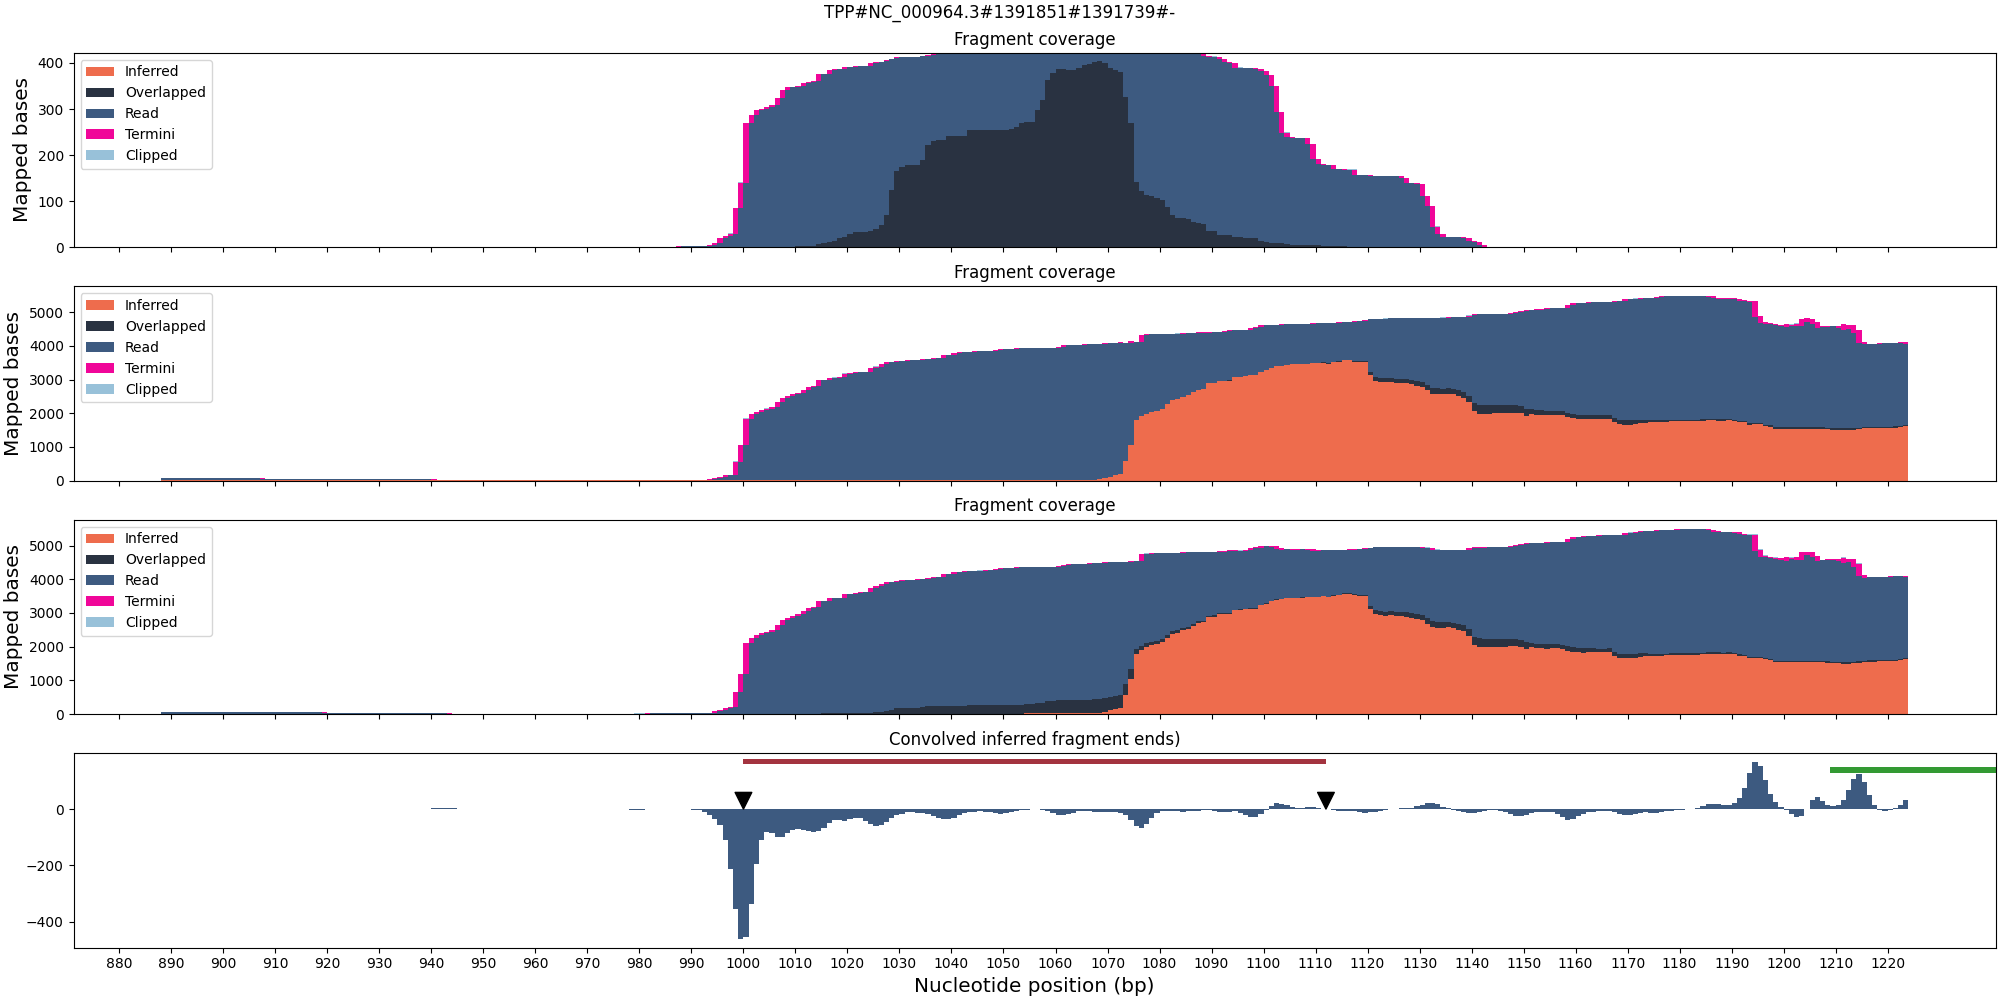 TPP#NC_000964.3#1391851#1391739#-
Fragment coverage
Mapped bases
400
300
200
100
0
Inferred
Overlapped
Read
Termini
Clipped
Fragment coverage
Mapped bases
5000
4000
3000
2000
1000
0
Inferred
Overlapped
Read
Termini
Clipped
Fragment coverage
Mapped bases
5000
4000
3000
2000
1000
0
Inferred
Overlapped
Read
Termini
Clipped
Convolved inferred fragment ends)
0
−200
−400
880 890 900 910 920 930 940 950 960 970 980 990 1000 1010 1020 1030 1040 1050 1060 1070 1080 1090 1100 1110 1120 1130 1140 1150 1160 1170 1180 1190 1200 1210 1220
Nucleotide position (bp)